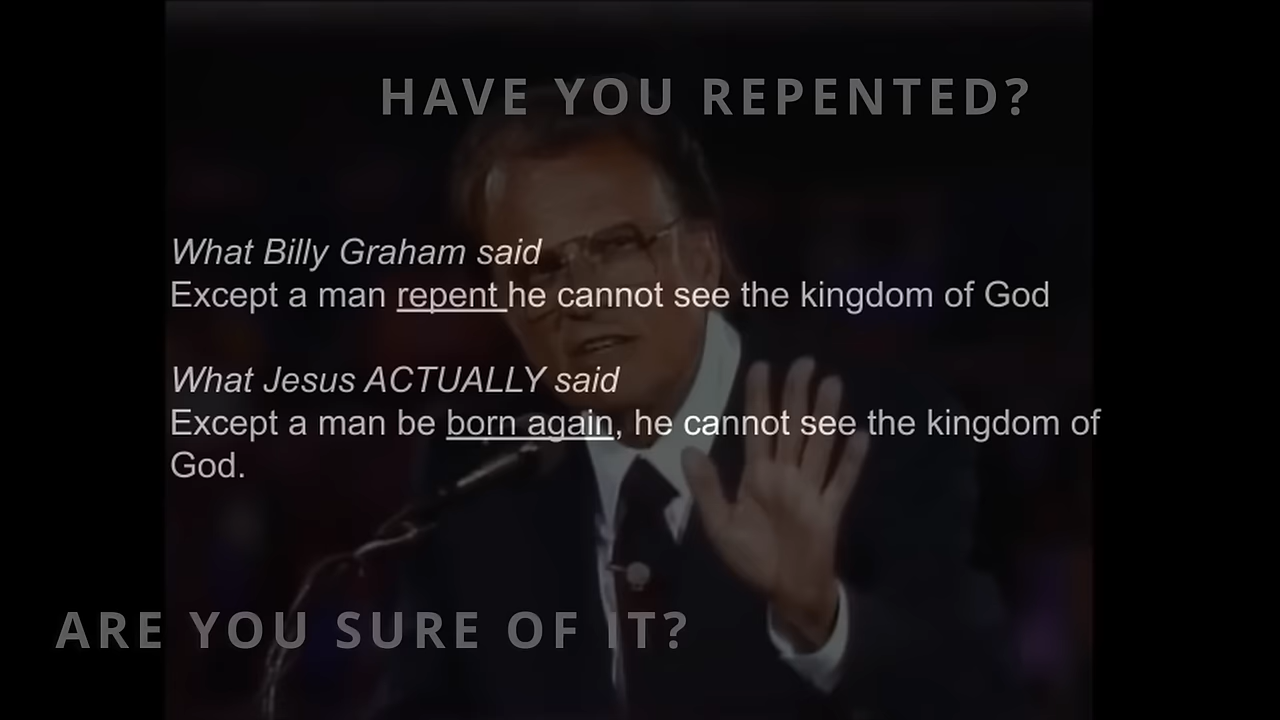 HAVE YOU REPENTED?
What Billy Graham said
Except a man repent he cannot see the kingdom of God
What Jesus ACTUALLY said
Except a man be born again, he cannot see the kingdom of
God.
ARE YOU SURE OF IT?